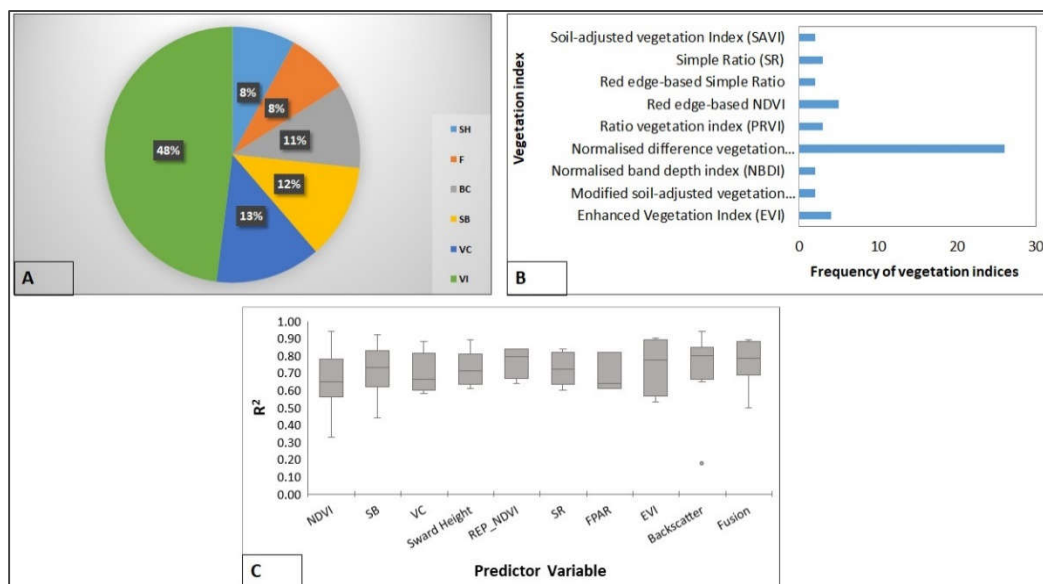 8%
8%
11%
12%
13%
48%
SH
F
BC
SB
VC
VI
A
Vegetation index
Soil-adjusted vegetation Index (SAVI)
Simple Ratio (SR)
Red edge-based Simple Ratio
Red edge-based NDVI
Ratio vegetation index (PRVI)
Normalised difference vegetation...
Normalised band depth index (NBDI)
Modified soil-adjusted vegetation...
Enhanced Vegetation Index (EVI)
0 10 20 30
Frequency of vegetation indices
B
R²
1.00
0.90
0.80
0.70
0.60
0.50
0.40
0.30
0.20
0.10
0.00
NDVI SB VC Sward Height REP_NDVI SR FPAR EVI Backscatter Fusion
Predictor Variable
C